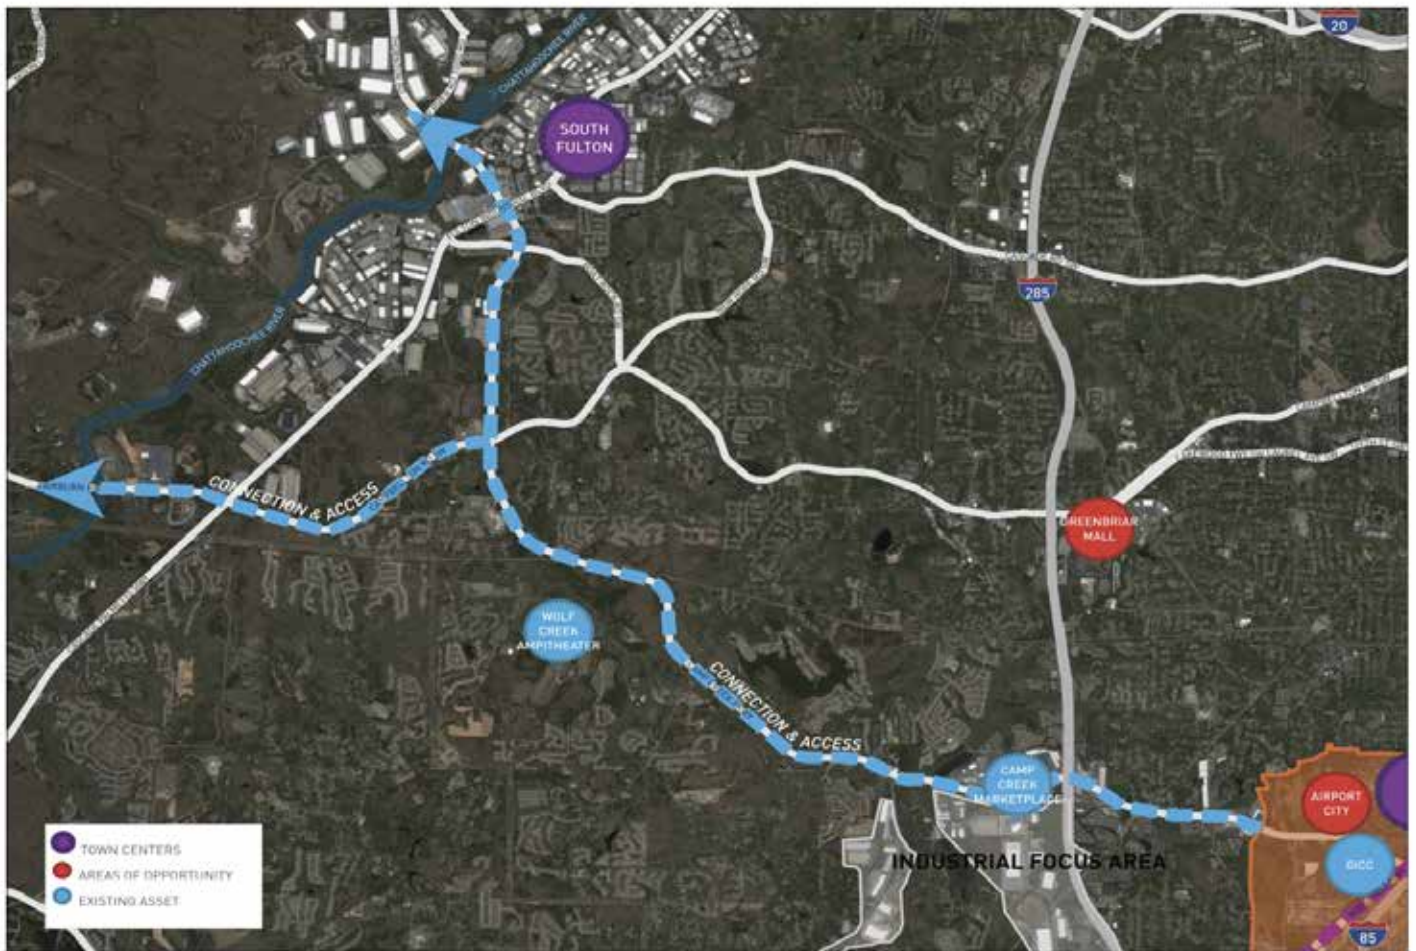 20
CHATTAHOOCHEE RIVER
SOUTH
FULTON
285
CHATTAHOOCHEE RIVER
CONNECTION & ACCESS
GREENBRIAR
MALL
WOLF
CREEK
AMPITHEATER
CONNECTION & ACCESS
CAMP
CREEK
MARKETPLACE
AIRPORT
CITY
INDUSTRIAL FOCUS AREA
GICC
85
TOWN CENTERS
AREAS OF OPPORTUNITY
EXISTING ASSET